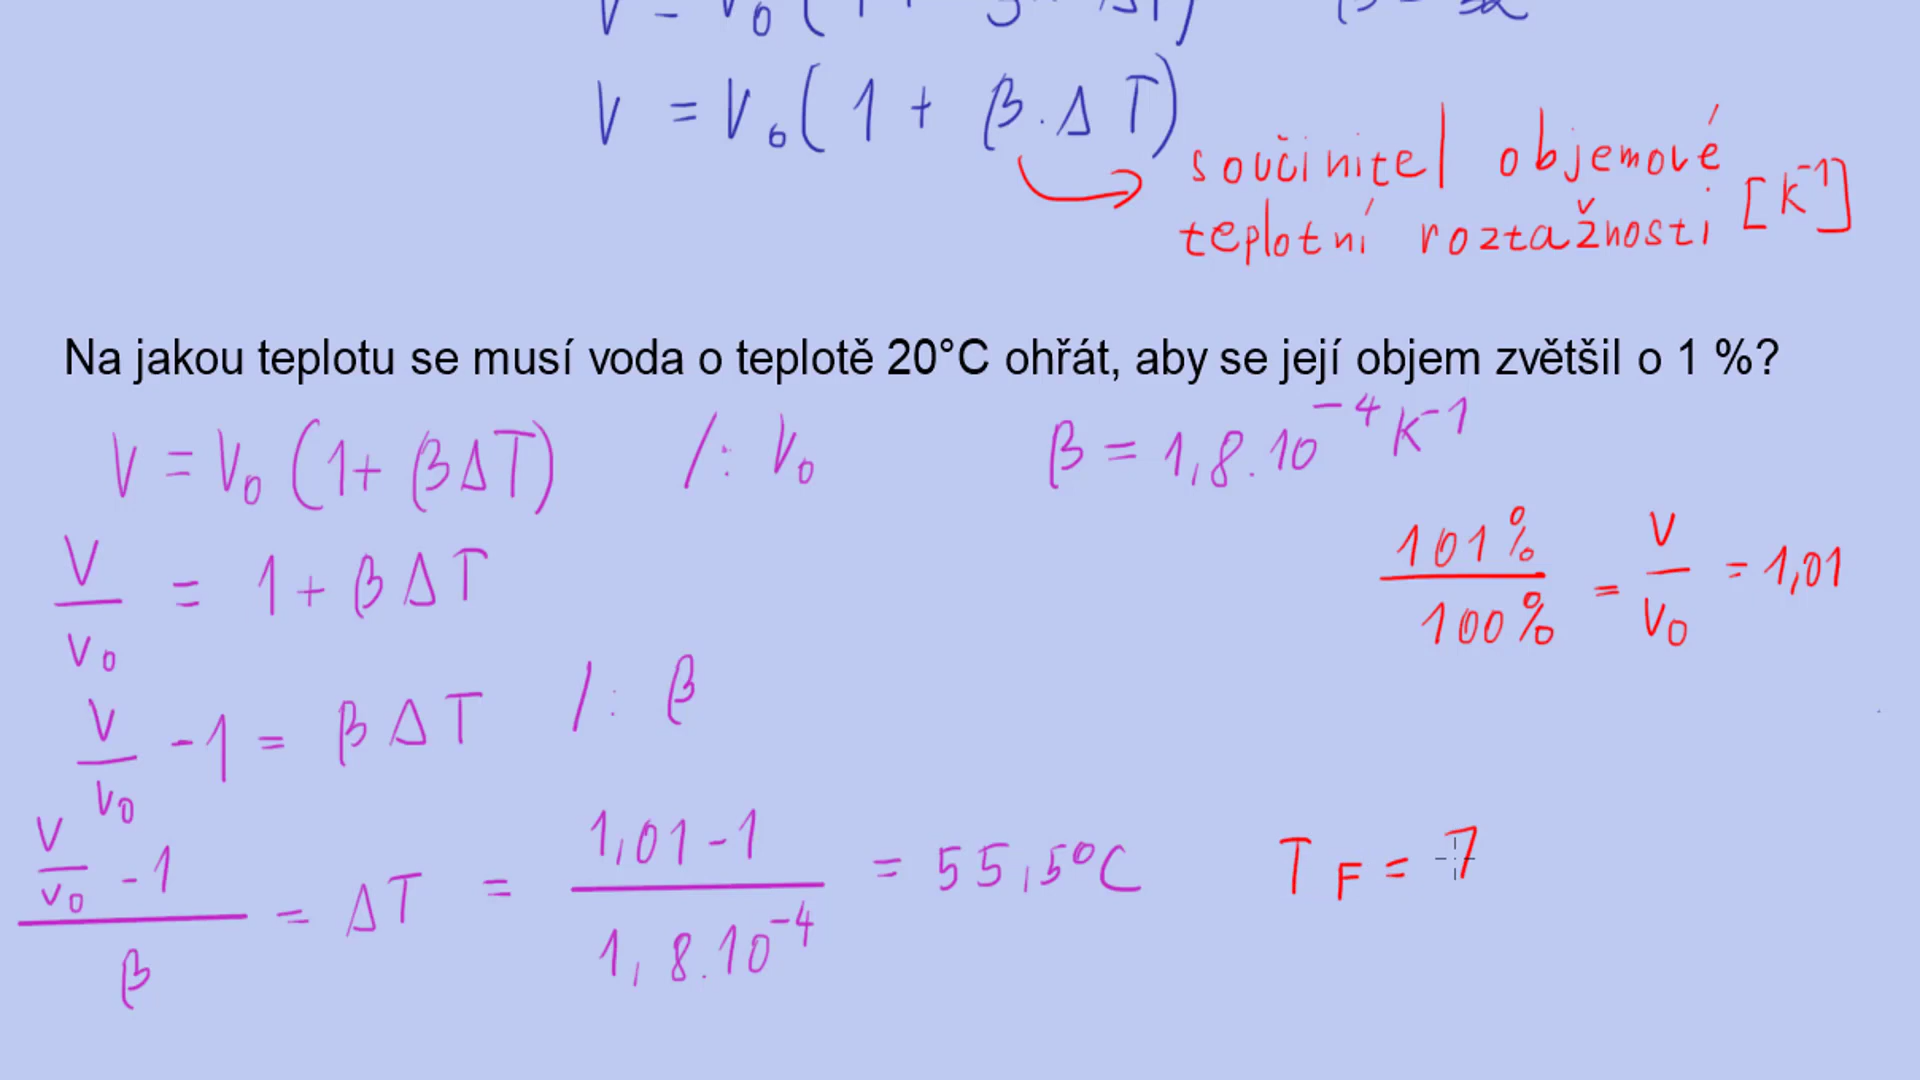 V = V₀(1 + β·ΔT)
součinitel objemové
teplotní roztažnosti [K⁻¹]
Na jakou teplotu se musí voda o teplotě 20°C ohřát, aby se její objem zvětšil o 1 %?
V = V₀ (1+ βΔT) /: V₀ β = 1,8.10⁻⁴ K⁻¹
V/V₀ = 1 + βΔT
101%/100% = V/V₀ = 1,01
V/V₀ -1 = βΔT /: β
(V/V₀ -1)/β = ΔT = (1,01-1)/(1,8.10⁻⁴) = 55,5°C
T F = 7